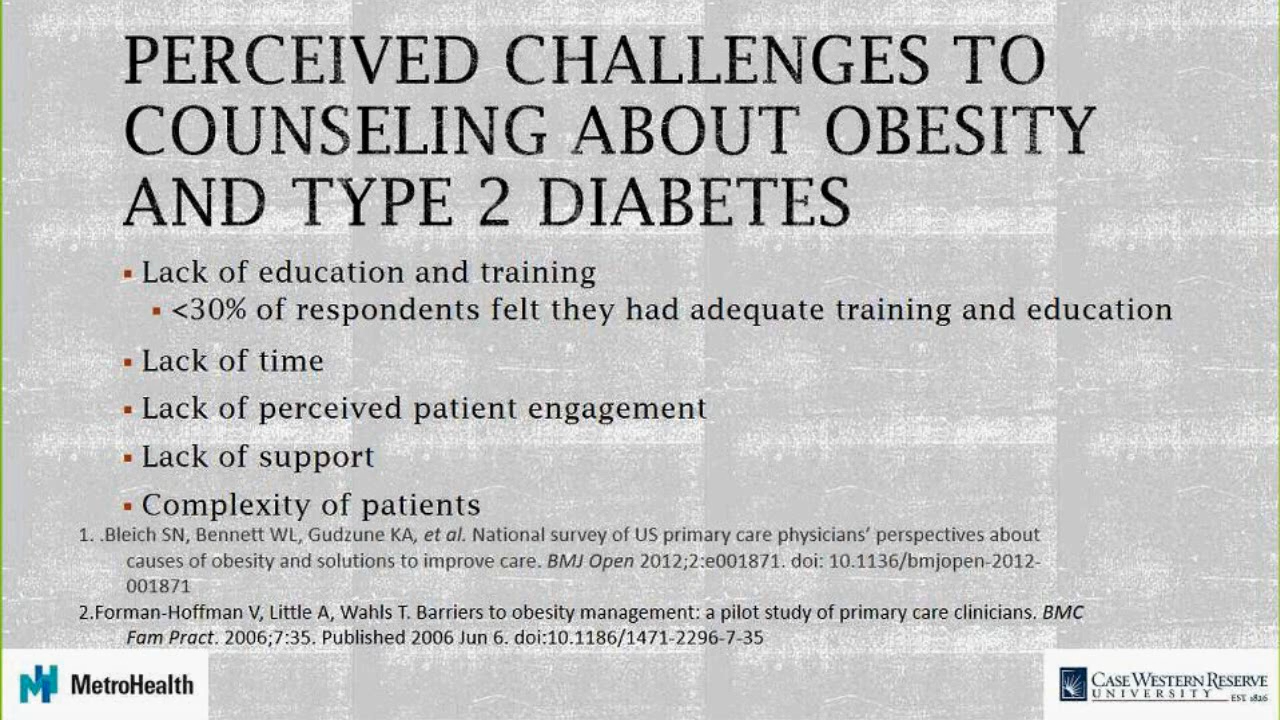 PERCEIVED CHALLENGES TO
COUNSELING ABOUT OBESITY
AND TYPE 2 DIABETES
▪ Lack of education and training
▪ <30% of respondents felt they had adequate training and education
▪ Lack of time
▪ Lack of perceived patient engagement
▪ Lack of support
▪ Complexity of patients
1. .Bleich SN, Bennett WL, Gudzune KA, et al. National survey of US primary care physicians’ perspectives about
causes of obesity and solutions to improve care. BMJ Open 2012;2:e001871. doi: 10.1136/bmjopen-2012-
001871
2.Forman-Hoffman V, Little A, Wahls T. Barriers to obesity management: a pilot study of primary care clinicians. BMC
Fam Pract. 2006;7:35. Published 2006 Jun 6. doi:10.1186/1471-2296-7-35
MetroHealth
CASE WESTERN RESERVE
UNIVERSITY EST. 1826